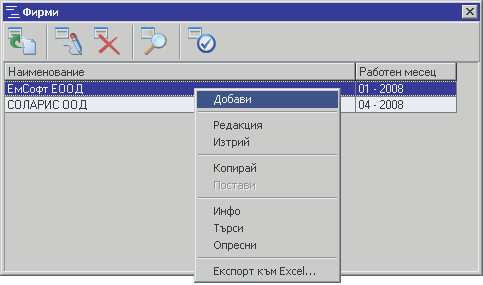 Фирми
Наименование Работен месец
ЕмСофт ЕООД 01 - 2008
СОЛАРИС ООД 04 - 2008
Добави
Редакция
Изтрий
Копирай
Постави
Инфо
Търси
Опресни
Експорт към Excel...